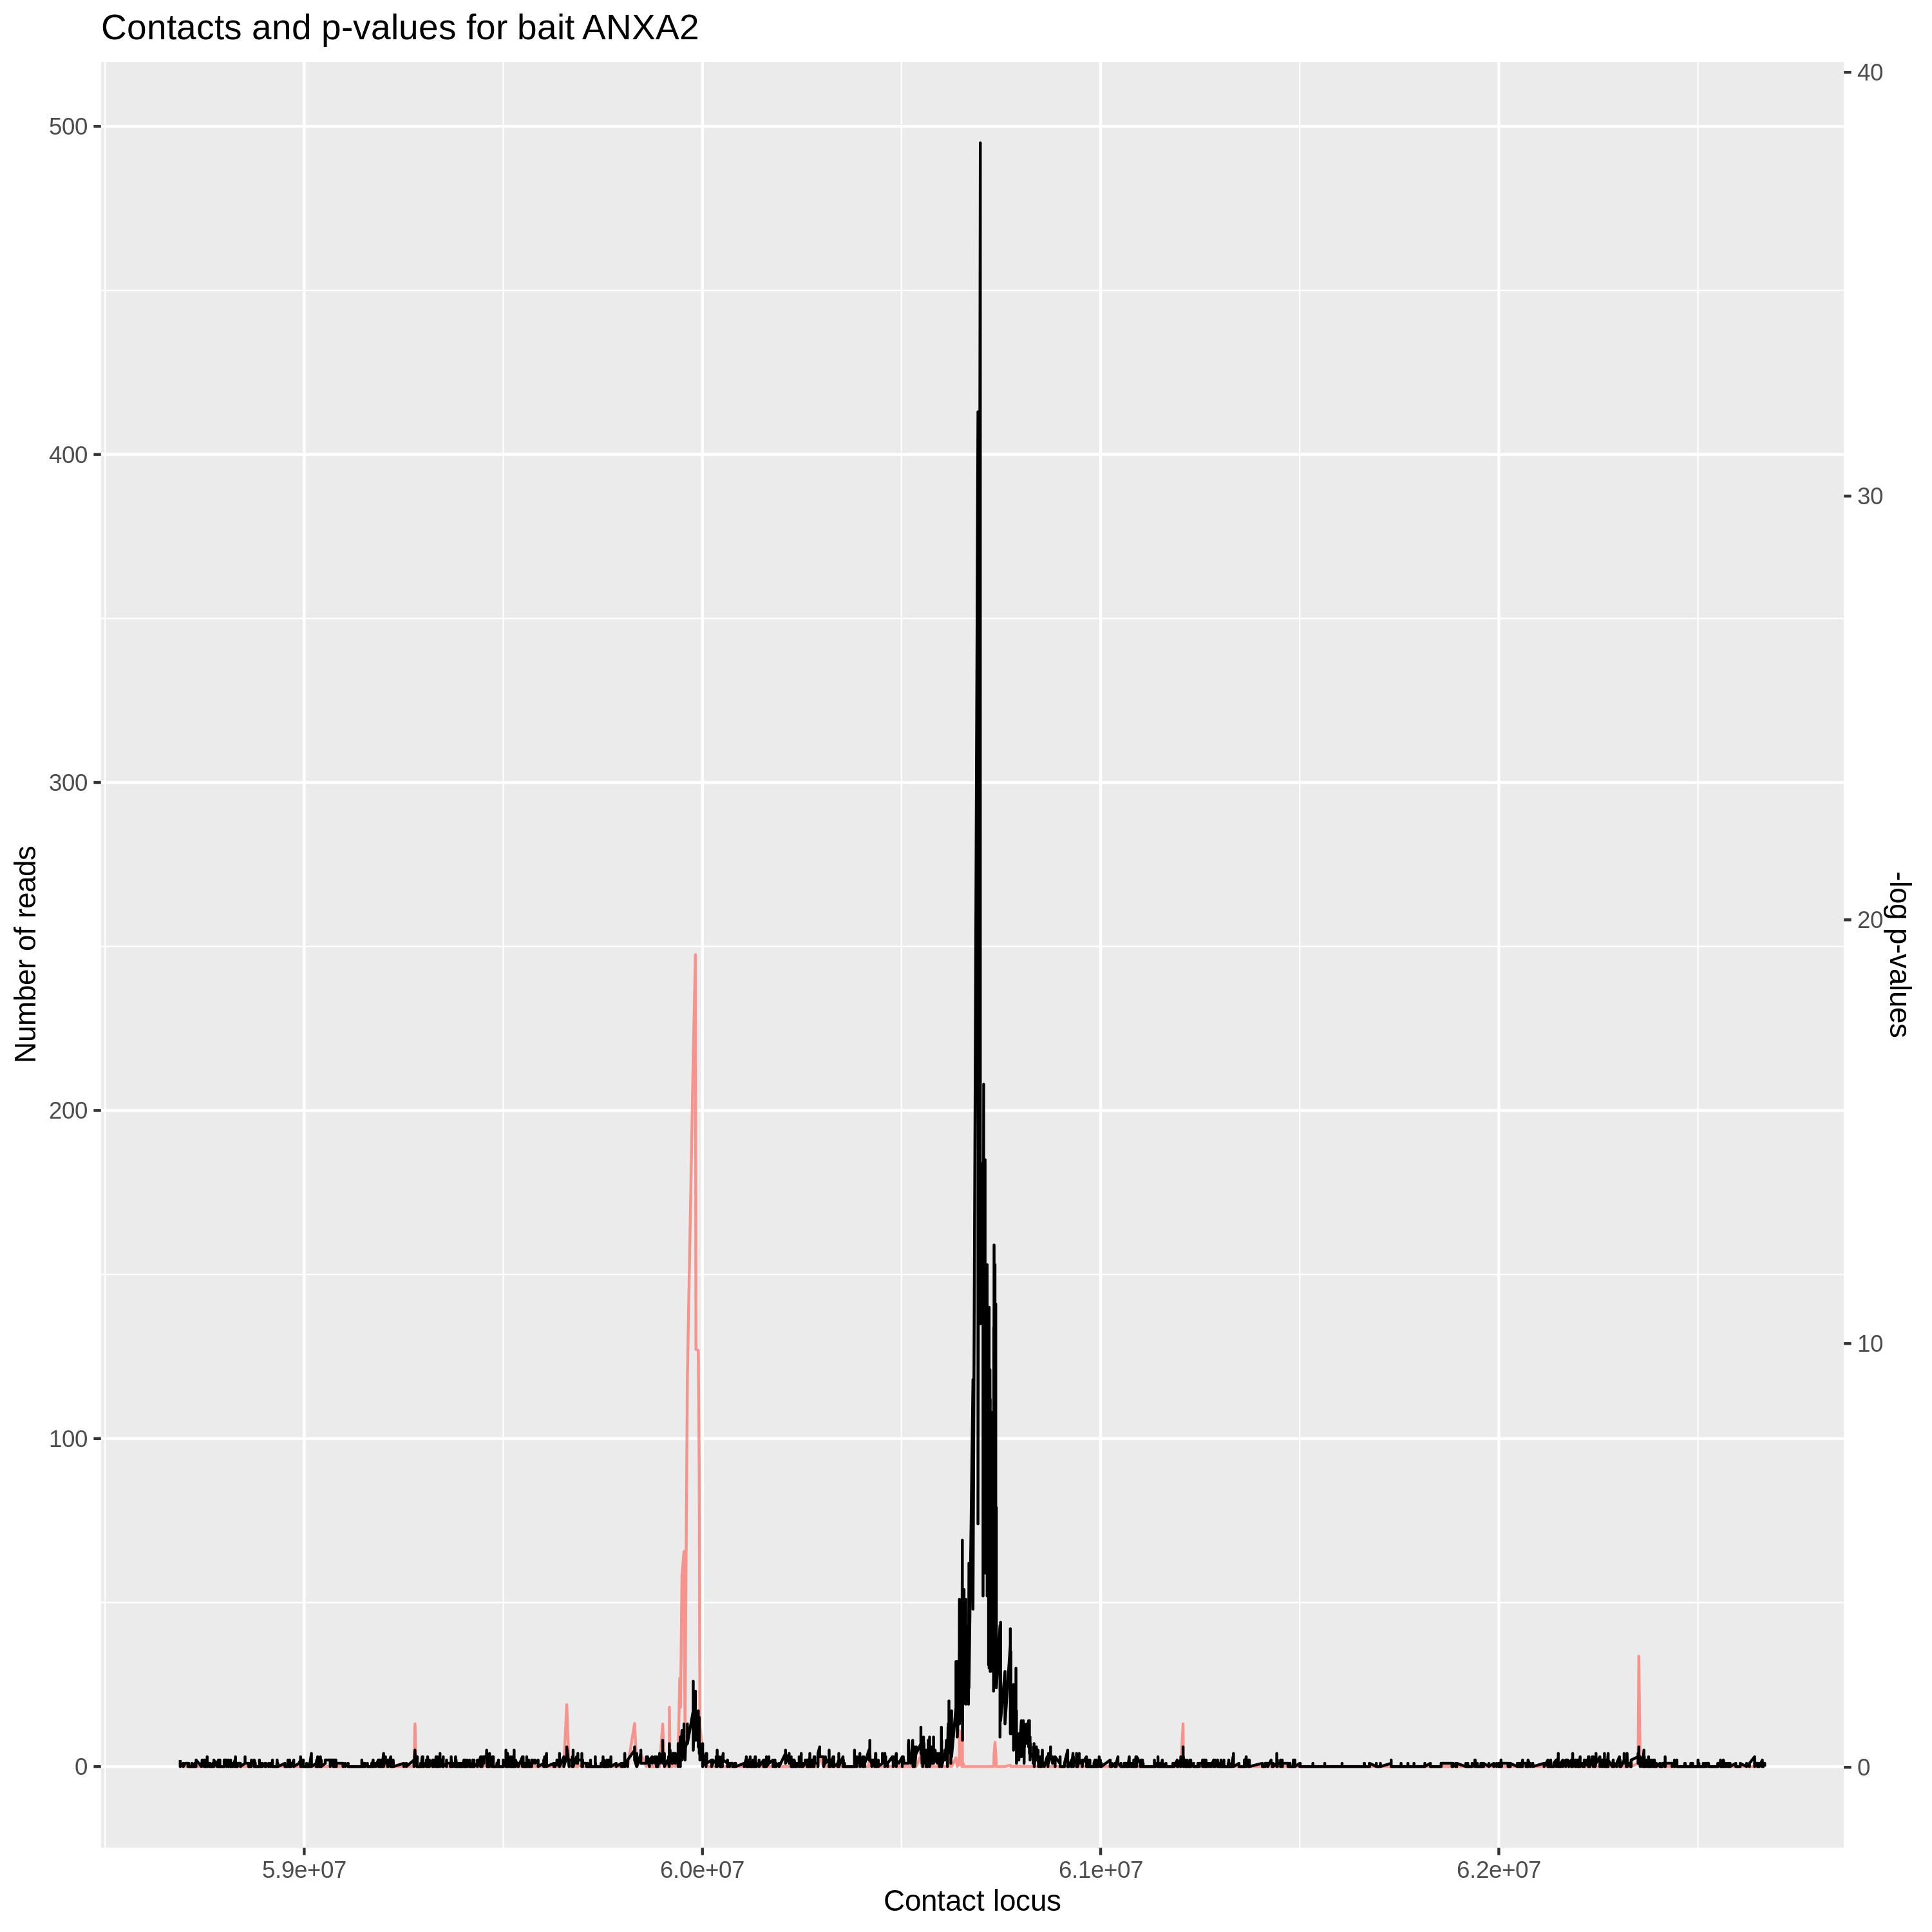 Contacts and p-values for bait ANXA2
500
400
300
200
100
0
Number of reads
40
30
20
10
0
-log p-values
5.9e+07
6.0e+07
6.1e+07
6.2e+07
Contact locus